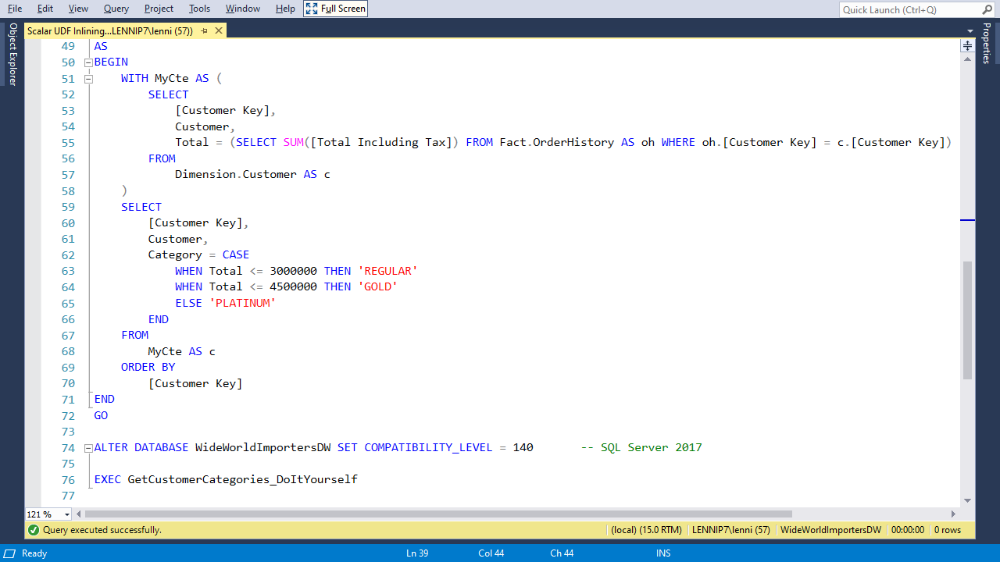 File Edit View Query Project Tools Window Help Full Screen
Quick Launch (Ctrl+Q)
Object Explorer
Scalar UDF Inlining...LENNIP7\lenni (57))
Properties
49 AS
50 BEGIN
51 WITH MyCte AS (
52 SELECT
53 [Customer Key],
54 Customer,
55 Total = (SELECT SUM([Total Including Tax]) FROM Fact.OrderHistory AS oh WHERE oh.[Customer Key] = c.[Customer Key])
56 FROM
57 Dimension.Customer AS c
58 )
59 SELECT
60 [Customer Key],
61 Customer,
62 Category = CASE
63 WHEN Total <= 3000000 THEN 'REGULAR'
64 WHEN Total <= 4500000 THEN 'GOLD'
65 ELSE 'PLATINUM'
66 END
67 FROM
68 MyCte AS c
69 ORDER BY
70 [Customer Key]
71 END
72 GO
73
74 ALTER DATABASE WideWorldImportersDW SET COMPATIBILITY_LEVEL = 140 -- SQL Server 2017
75
76 EXEC GetCustomerCategories_DoItYourself
77
121 %
Query executed successfully. (local) (15.0 RTM) LENNIP7\lenni (57) WideWorldImportersDW 00:00:00 0 rows
Ready Ln 39 Col 44 Ch 44 INS